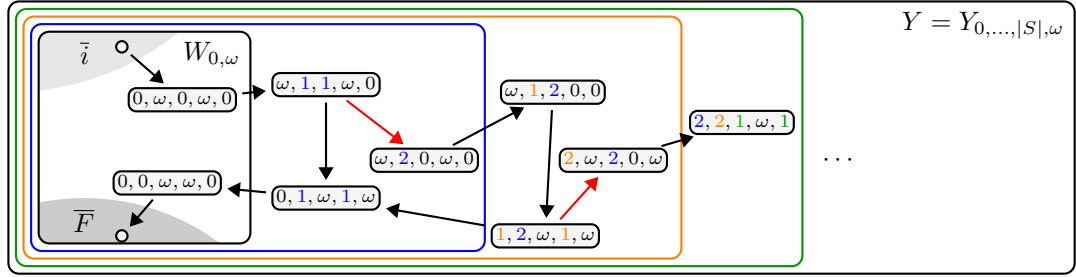 Y = Y_{0,...,|S|,ω}
i̅
W_{0,ω}
0, ω, 0, ω, 0
ω, 1, 1, ω, 0
ω, 1, 2, 0, 0
2, 2, 1, ω, 1
ω, 2, 0, ω, 0
2, ω, 2, 0, ω
...
0, 0, ω, ω, 0
0, 1, ω, 1, ω
F̅
1, 2, ω, 1, ω